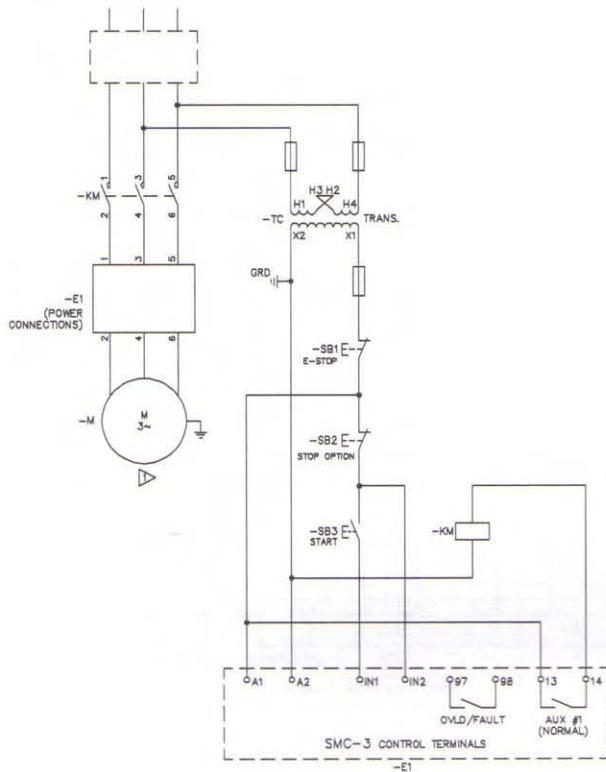 1 3 5
-KM
2 4 6
H3 H2
H1 H4
-TC TRANS.
X2 X1
1 3 5
GRD
-E1
(POWER
CONNECTIONS)
2 4 6
-SB1
E-STOP
-M
M
3~
1
-SB2
STOP OPTION
-SB3
START
-KM
A1 A2 IN1 IN2 97 98 13 14
OVLD/FAULT
AUX #1
(NORMAL)
SMC-3 CONTROL TERMINALS
-E1